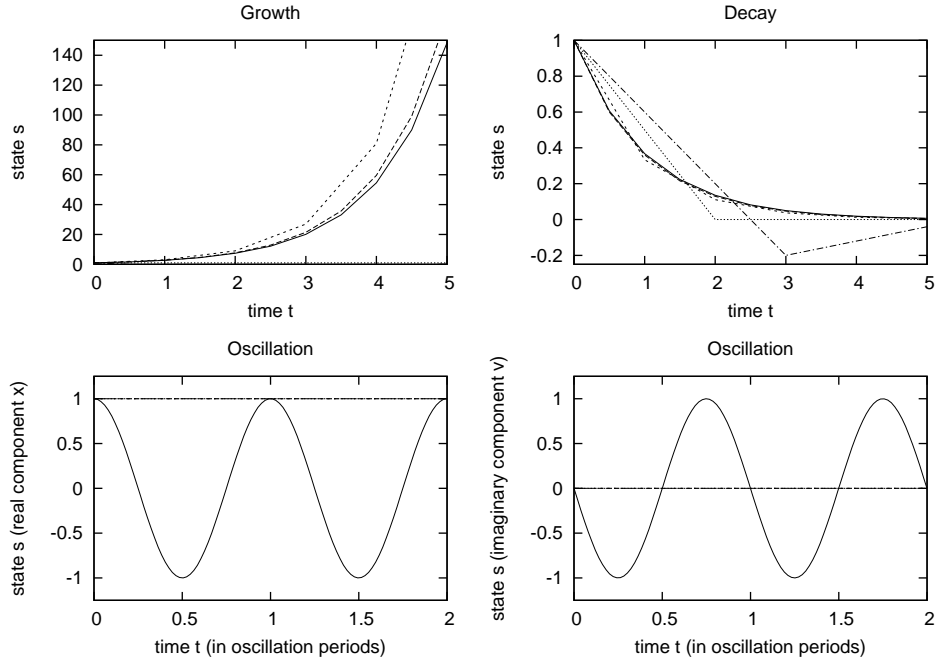 Growth
state s
140
120
100
80
60
40
20
0
0 1 2 3 4 5
time t
Decay
state s
1
0.8
0.6
0.4
0.2
0
-0.2
0 1 2 3 4 5
time t
Oscillation
state s (real component x)
1
0.5
0
-0.5
-1
0 0.5 1 1.5 2
time t (in oscillation periods)
Oscillation
state s (imaginary component v)
1
0.5
0
-0.5
-1
0 0.5 1 1.5 2
time t (in oscillation periods)